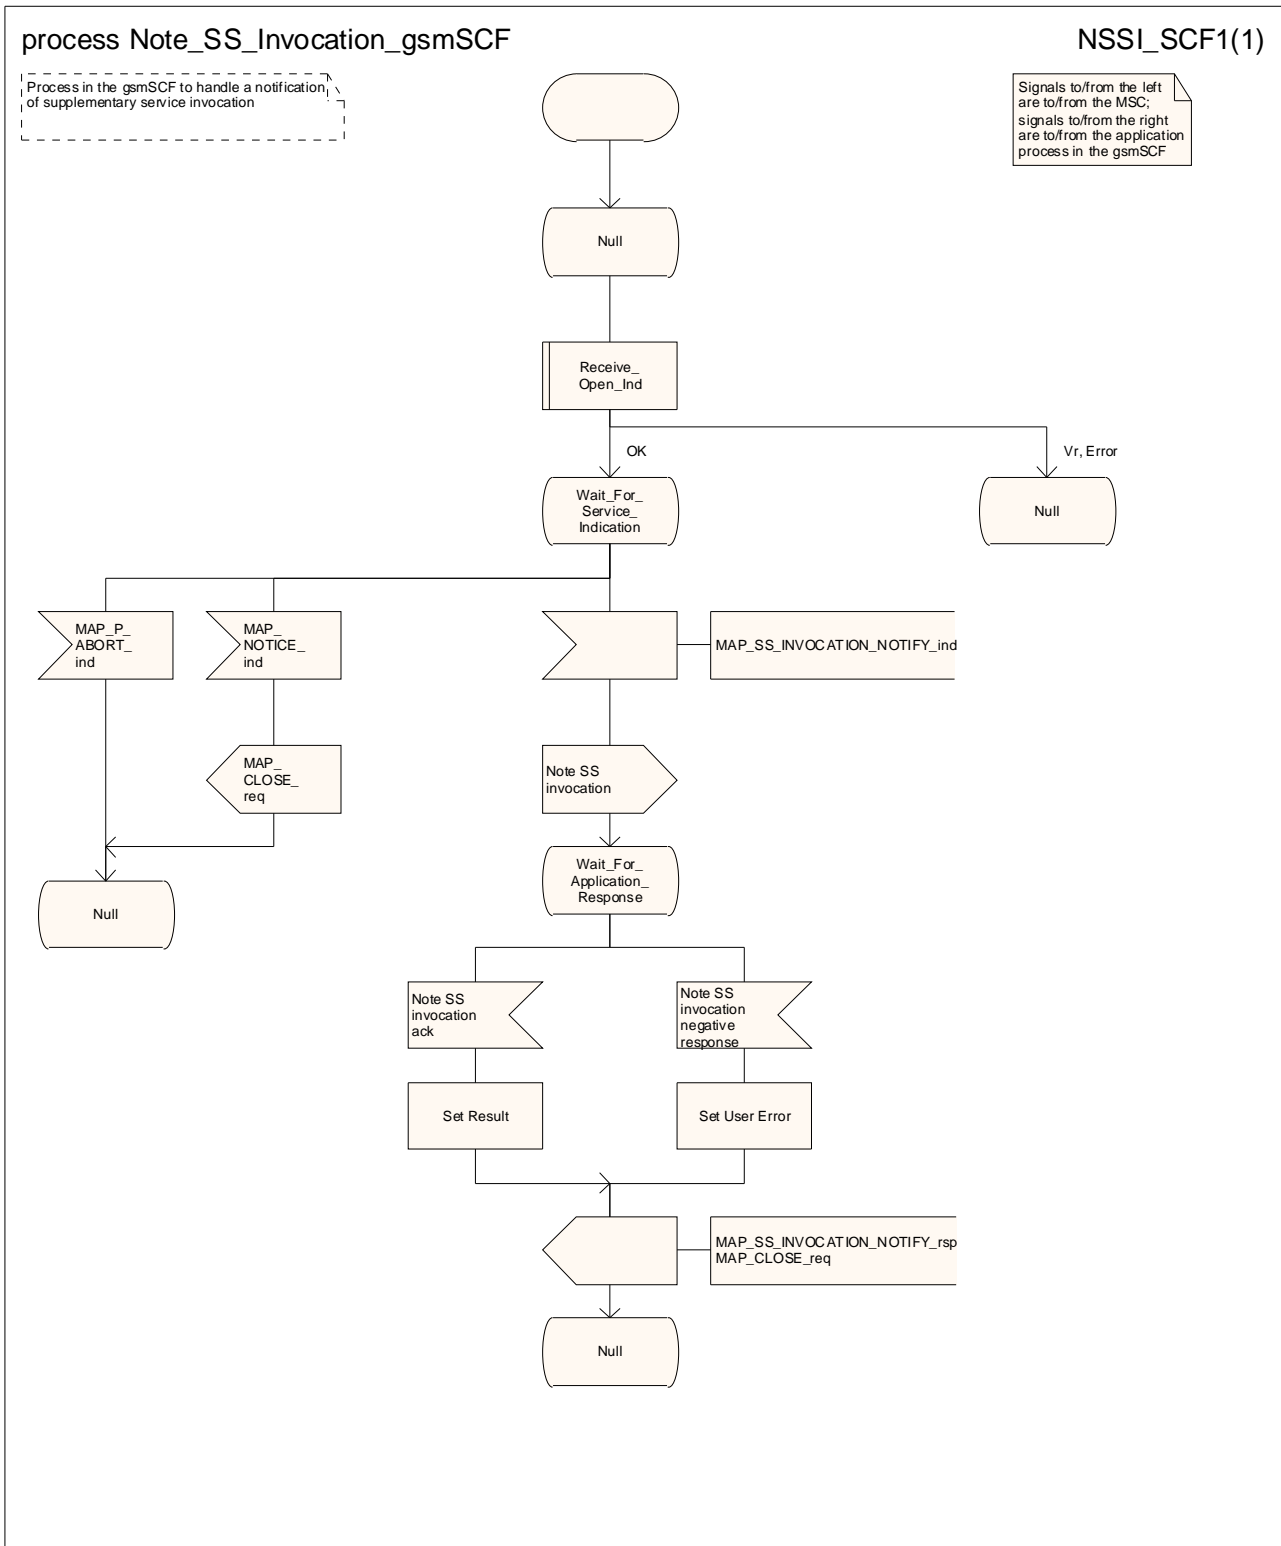 process Note_SS_Invocation_gsmSCF
NSSI_SCF1(1)
Process in the gsmSCF to handle a notification
of supplementary service invocation
Signals to/from the left
are to/from the MSC;
signals to/from the right
are to/from the application
process in the gsmSCF
Null
Receive_
Open_Ind
OK
Vr, Error
Wait_For_
Service_
Indication
Null
MAP_P_
ABORT_
ind
MAP_
NOTICE_
ind
MAP_SS_INVOCATION_NOTIFY_ind
MAP_
CLOSE_
req
Note SS
invocation
Wait_For_
Application_
Response
Null
Note SS
invocation
ack
Note SS
invocation
negative
response
Set Result
Set User Error
MAP_SS_INVOCATION_NOTIFY_rsp
MAP_CLOSE_req
Null